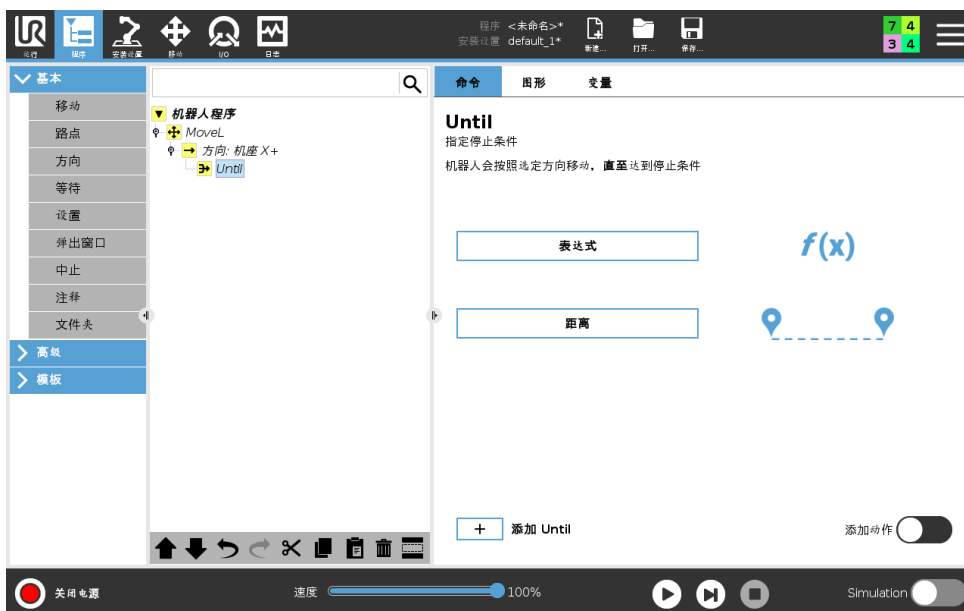 UR
运行
程序
安装设置
移动
I/O
日志
程序 <未命名>*
安装设置 default_1*
新建...
打开...
保存...
7 4
3 4
基本
移动
路点
方向
等待
设置
弹出窗口
中止
注释
文件夹
高级
模板
机器人程序
MoveL
方向: 机座 X+
Until
命令
图形
变量
Until
指定停止条件
机器人会按照选定方向移动，直至达到停止条件
表达式
f(x)
距离
+
添加 Until
添加动作
关闭电源
速度
100%
Simulation